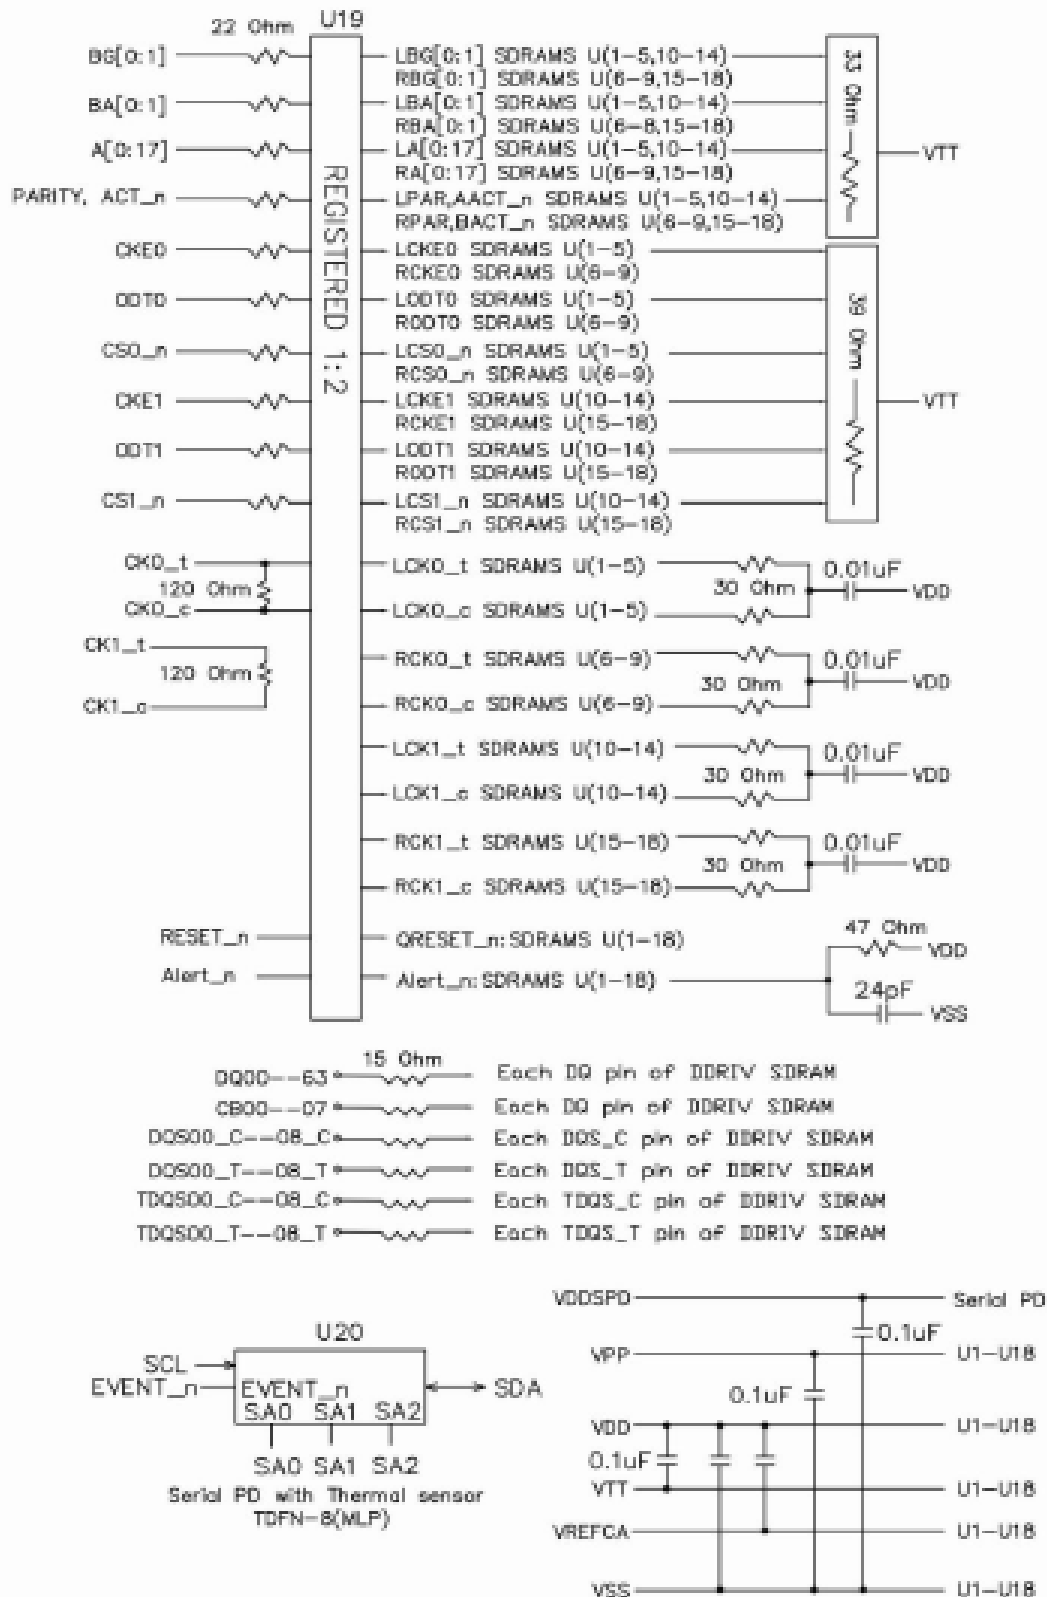 22 Ohm U19
BG[0:1] LBG[0:1] SDRAMS U(1-5,10-14)
RBG[0:1] SDRAMS U(6-9,15-18)
BA[0:1] LBA[0:1] SDRAMS U(1-5,10-14)
RBA[0:1] SDRAMS U(6-8,15-18)
A[0:17] LA[0:17] SDRAMS U(1-5,10-14)
RA[0:17] SDRAMS U(6-9,15-18)
PARITY, ACT_n LPAR,AACT_n SDRAMS U(1-5,10-14)
RPAR,BACT_n SDRAMS U(6-9,15-18)
33 Ohm
VTT
REGISTERED 1:2
CKE0 LCKE0 SDRAMS U(1-5)
RCKE0 SDRAMS U(6-9)
ODT0 LODT0 SDRAMS U(1-5)
RODT0 SDRAMS U(6-9)
CS0_n LCS0_n SDRAMS U(1-5)
RCS0_n SDRAMS U(6-9)
CKE1 LCKE1 SDRAMS U(10-14)
RCKE1 SDRAMS U(15-18)
ODT1 LODT1 SDRAMS U(10-14)
RODT1 SDRAMS U(15-18)
CS1_n LCS1_n SDRAMS U(10-14)
RCS1_n SDRAMS U(15-18)
39 Ohm
VTT
CK0_t LCK0_t SDRAMS U(1-5)
120 Ohm 30 Ohm 0.01uF VDD
CK0_c LCK0_c SDRAMS U(1-5)
CK1_t RCK0_t SDRAMS U(6-9)
120 Ohm 30 Ohm 0.01uF VDD
CK1_c RCK0_c SDRAMS U(6-9)
LCK1_t SDRAMS U(10-14)
30 Ohm 0.01uF VDD
LCK1_c SDRAMS U(10-14)
RCK1_t SDRAMS U(15-18)
30 Ohm 0.01uF VDD
RCK1_c SDRAMS U(15-18)
RESET_n QRESET_n:SDRAMS U(1-18)
47 Ohm VDD
Alert_n Alert_n:SDRAMS U(1-18)
24pF VSS
15 Ohm
DQ00--63 Each DQ pin of DDRIV SDRAM
CB00--07 Each DQ pin of DDRIV SDRAM
DQS00_C--08_C Each DQS_C pin of DDRIV SDRAM
DQS00_T--08_T Each DQS_T pin of DDRIV SDRAM
TDQS00_C--08_C Each TDQS_C pin of DDRIV SDRAM
TDQS00_T--08_T Each TDQS_T pin of DDRIV SDRAM
U20
SCL
EVENT_n EVENT_n SDA
SA0 SA1 SA2
SA0 SA1 SA2
Serial PD with Thermal sensor
TDFN-8(MLP)
VDDSPD Serial PD
0.1uF
VPP U1-U18
0.1uF
VDD U1-U18
0.1uF
VTT U1-U18
VREFCA U1-U18
VSS U1-U18